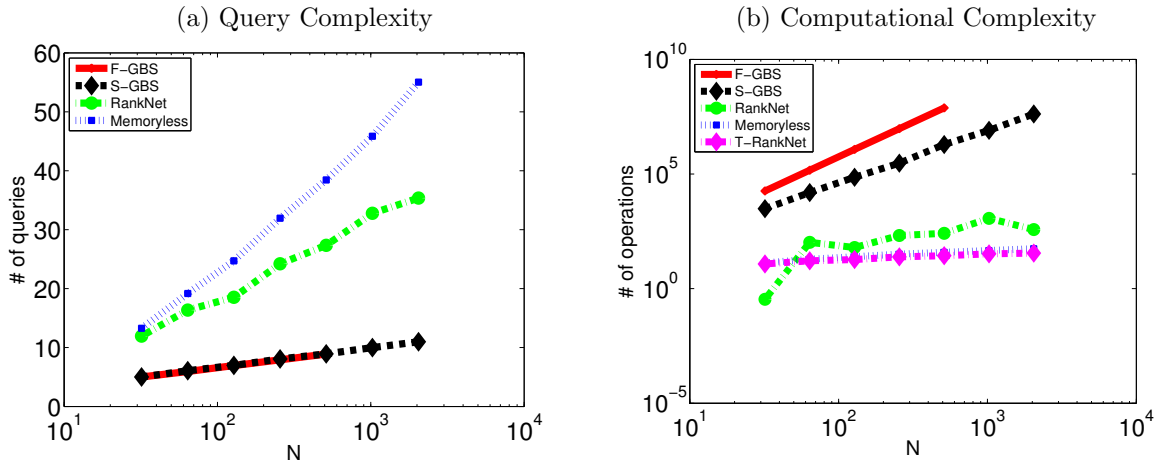 (a) Query Complexity
60
50
40
30
20
10
0
# of queries
F-GBS
S-GBS
RankNet
Memoryless
10^1
10^2
10^3
10^4
N
(b) Computational Complexity
10^10
10^5
10^0
10^-5
# of operations
F-GBS
S-GBS
RankNet
Memoryless
T-RankNet
10^1
10^2
10^3
10^4
N